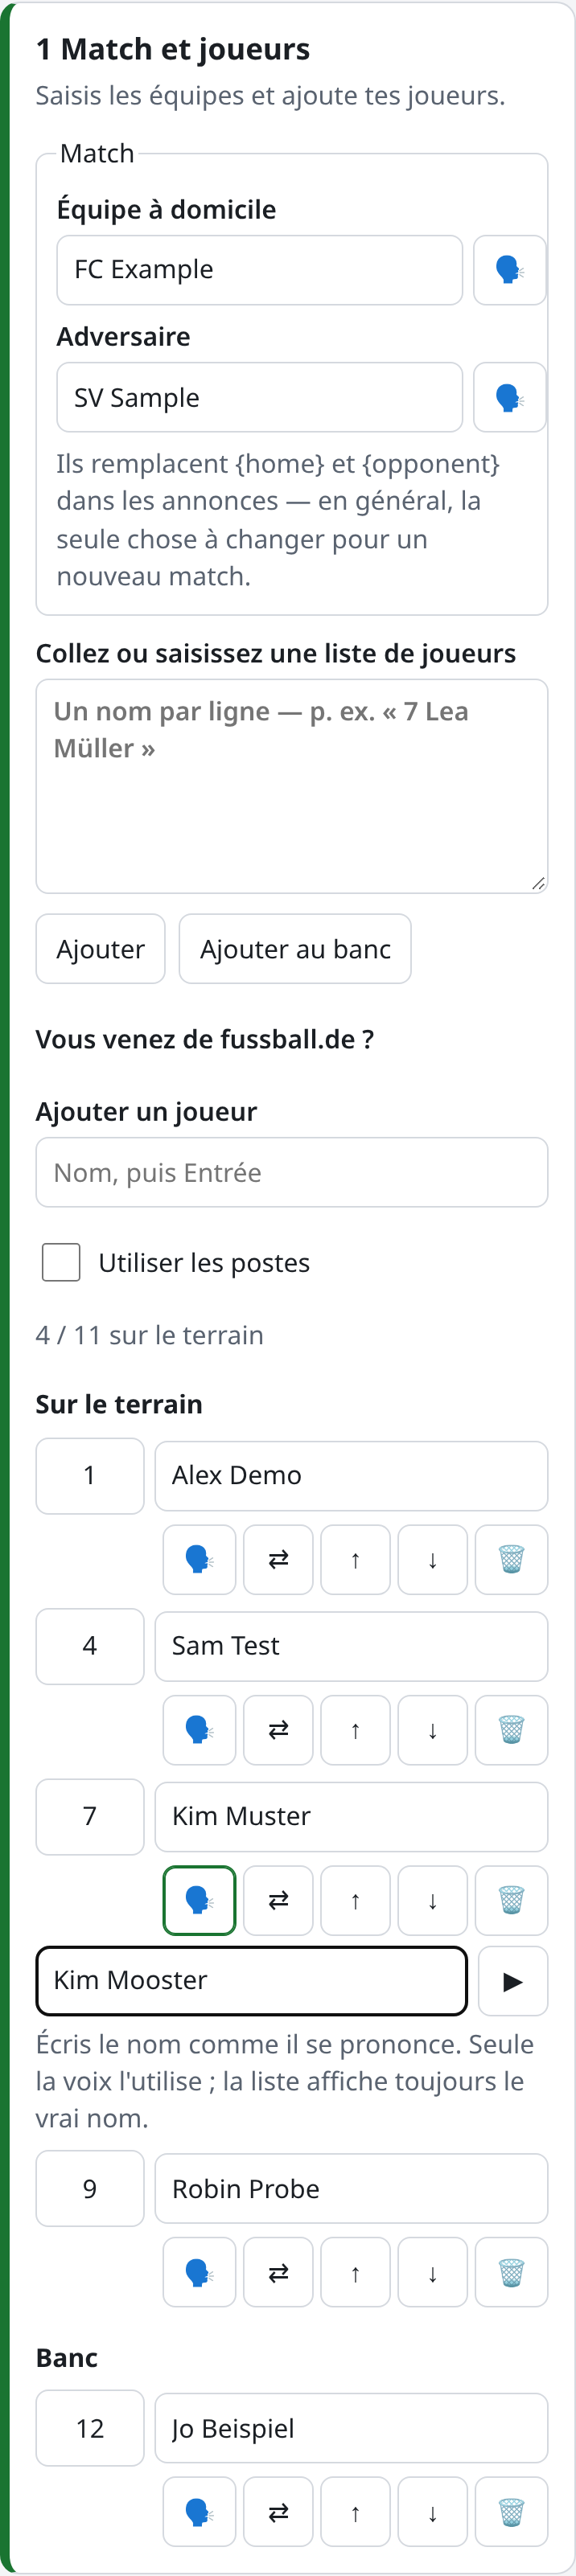 1 Match et joueurs
Saisis les équipes et ajoute tes joueurs.
Match
Équipe à domicile
FC Example
Adversaire
SV Sample
Ils remplacent {home} et {opponent}
dans les annonces — en général, la
seule chose à changer pour un
nouveau match.
Collez ou saisissez une liste de joueurs
Un nom par ligne — p. ex. « 7 Lea
Müller »
Ajouter Ajouter au banc
Vous venez de fussball.de ?
Ajouter un joueur
Nom, puis Entrée
Utiliser les postes
4 / 11 sur le terrain
Sur le terrain
1 Alex Demo
⇄ ↑ ↓
4 Sam Test
⇄ ↑ ↓
7 Kim Muster
⇄ ↑ ↓
Kim Mooster ▶
Écris le nom comme il se prononce. Seule
la voix l'utilise ; la liste affiche toujours le
vrai nom.
9 Robin Probe
⇄ ↑ ↓
Banc
12 Jo Beispiel
⇄ ↑ ↓